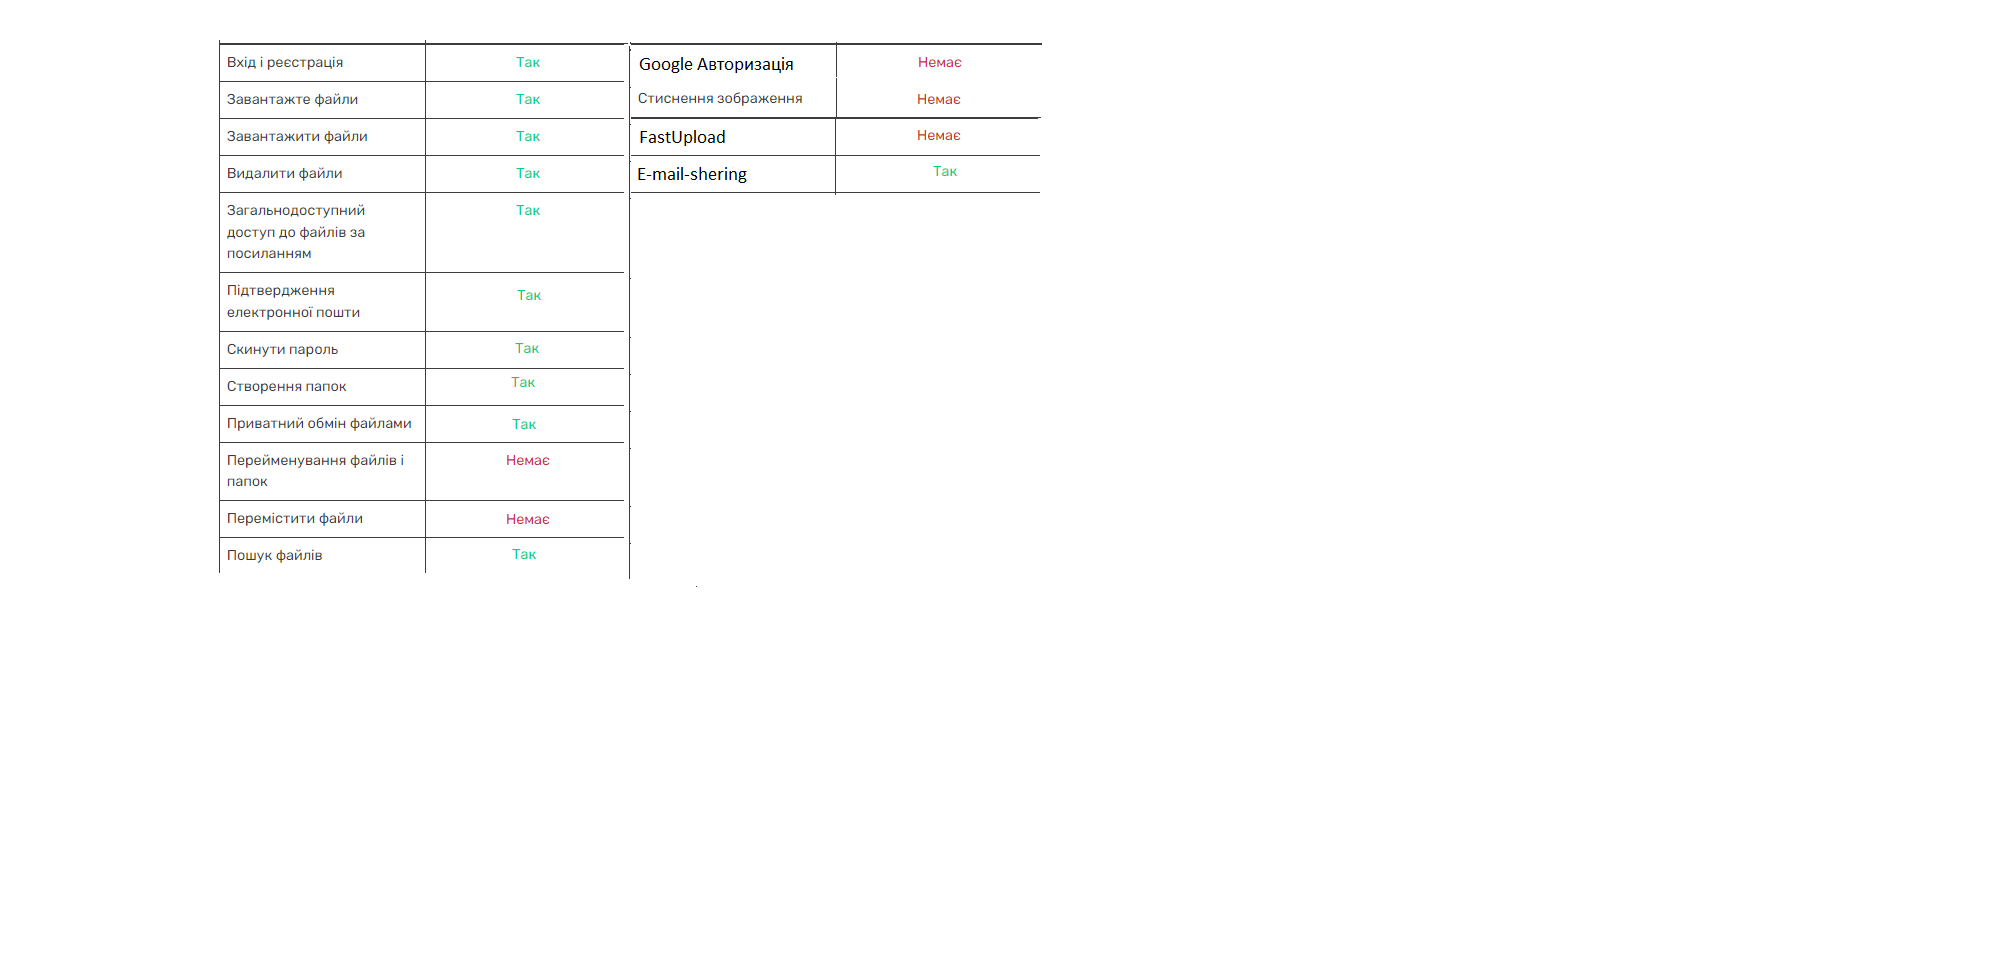 Вхід і реєстрація Так
Завантажте файли Так
Завантажити файли Так
Видалити файли Так
Загальнодоступний Так
доступ до файлів за
посиланням
Підтвердження
електронної пошти Так
Скинути пароль Так
Створення папок Так
Приватний обмін файлами Так
Перейменування файлів і Немає
папок
Перемістити файли Немає
Пошук файлів Так
Google Авторизація Немає
Стиснення зображення Немає
FastUpload Немає
E-mail-shering Так